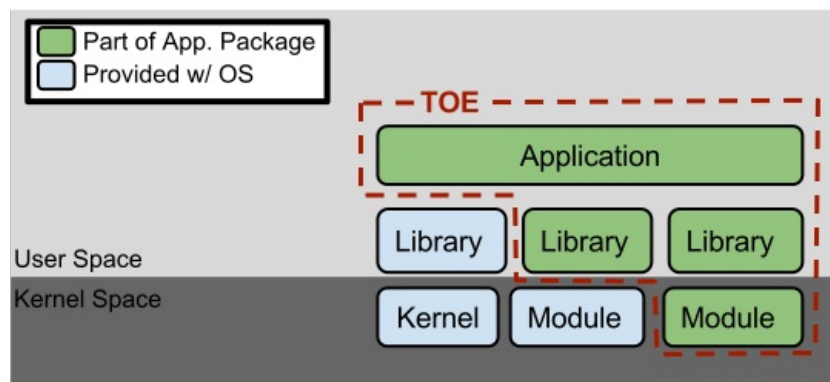 Part of App. Package
Provided w/ OS
TOE
Application
Library Library Library
User Space
Kernel Space
Kernel Module Module